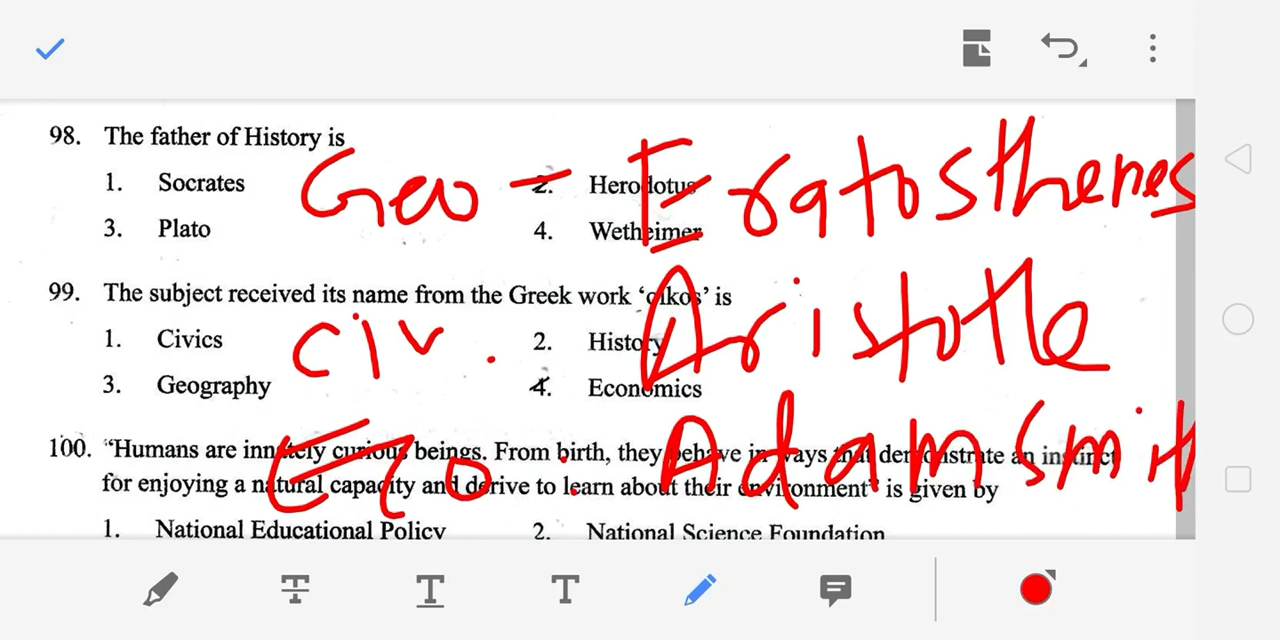 98. The father of History is
1. Socrates 2. Herodotus
3. Plato 4. Wetheimer
Geo - Eratosthenes
99. The subject received its name from the Greek work ‘oikos’ is
1. Civics 2. History
3. Geography 4. Economics
Civ. Aristotle
100. “Humans are innately curious beings. From birth, they behave in ways that demonstrate an instinct
for enjoying a natural capacity and derive to learn about their environment” is given by
Eco: Adam Smith
1. National Educational Policy 2. National Science Foundation
T T T